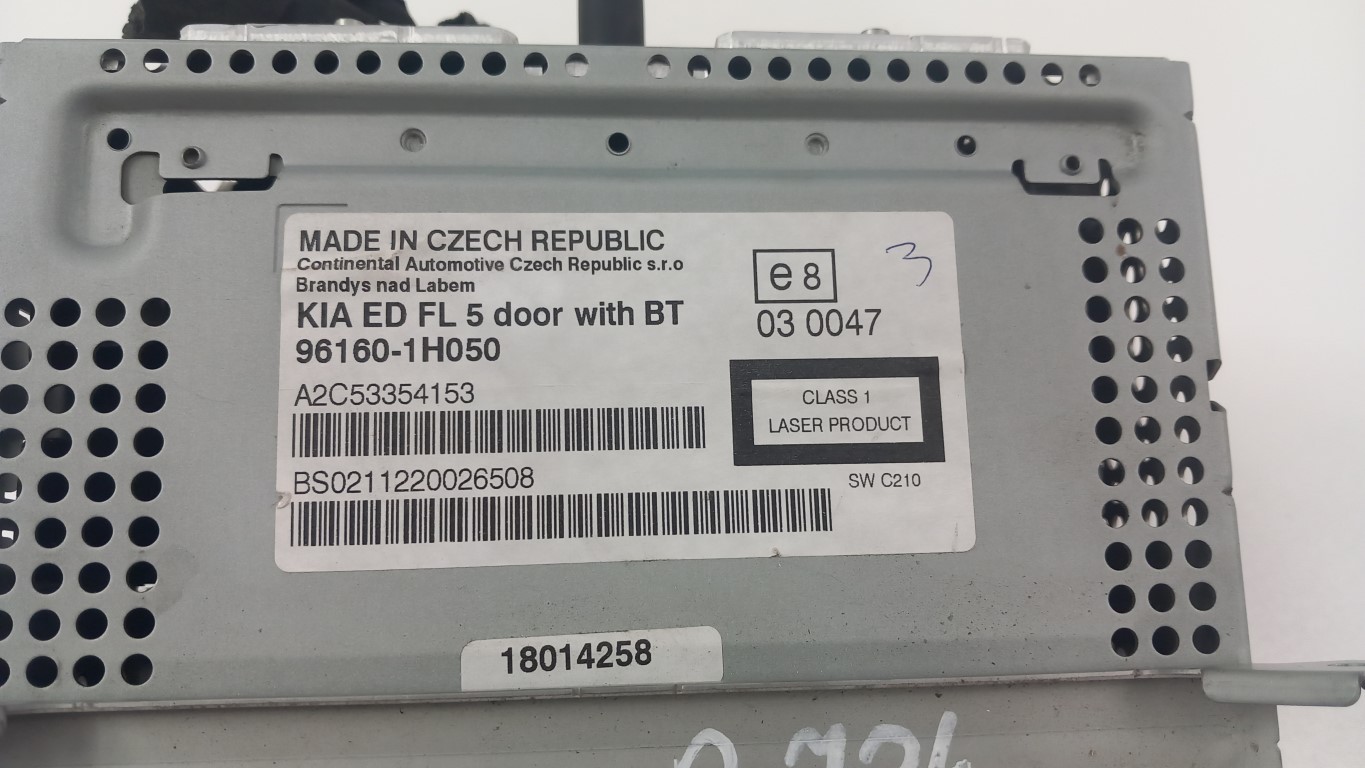 MADE IN CZECH REPUBLIC
Continental Automotive Czech Republic s.r.o
Brandys nad Labem
KIA ED FL 5 door with BT
96160-1H050
A2C53354153
BS0211220026508
e8
03 0047
3
CLASS 1
LASER PRODUCT
SW C210
18014258